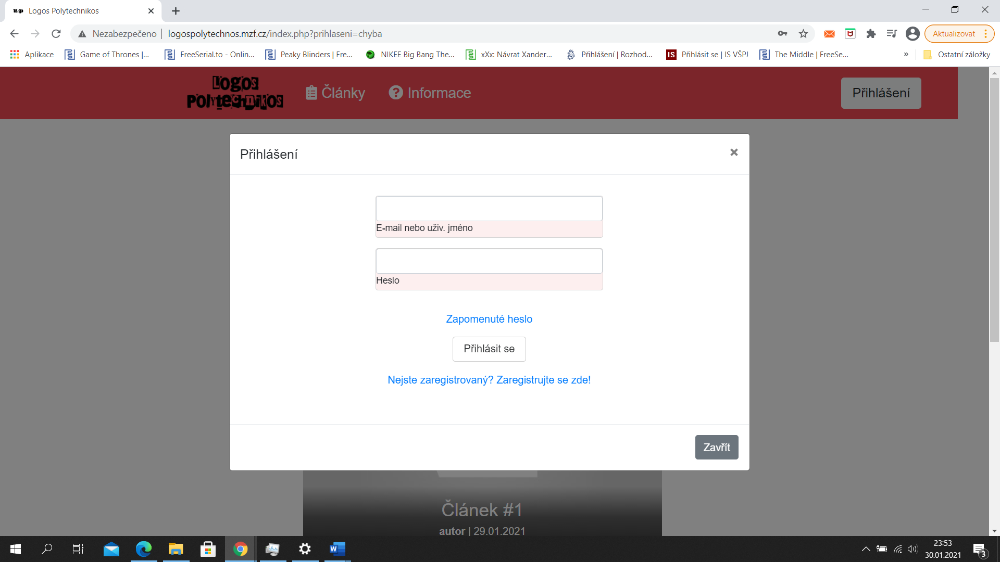 Logos Polytechnikos
Nezabezpečeno | logospolytechnos.mzf.cz/index.php?prihlaseni=chyba
Aktualizovat
Aplikace
Game of Thrones |...
FreeSerial.to - Onlin...
Peaky Blinders | Fre...
NIKEE Big Bang The...
xXx: Návrat Xander...
Přihlášení | Rozhod...
IS Přihlásit se | IS VŠPJ
The Middle | FreeSe...
»
Ostatní záložky
Logos
Polytechnikos
Články
Informace
Přihlášení
Přihlášení
×
E-mail nebo uživ. jméno
Heslo
Zapomenuté heslo
Přihlásit se
Nejste zaregistrovaný? Zaregistrujte se zde!
Zavřít
Článek #1
autor | 29.01.2021
23:53
30.01.2021
3